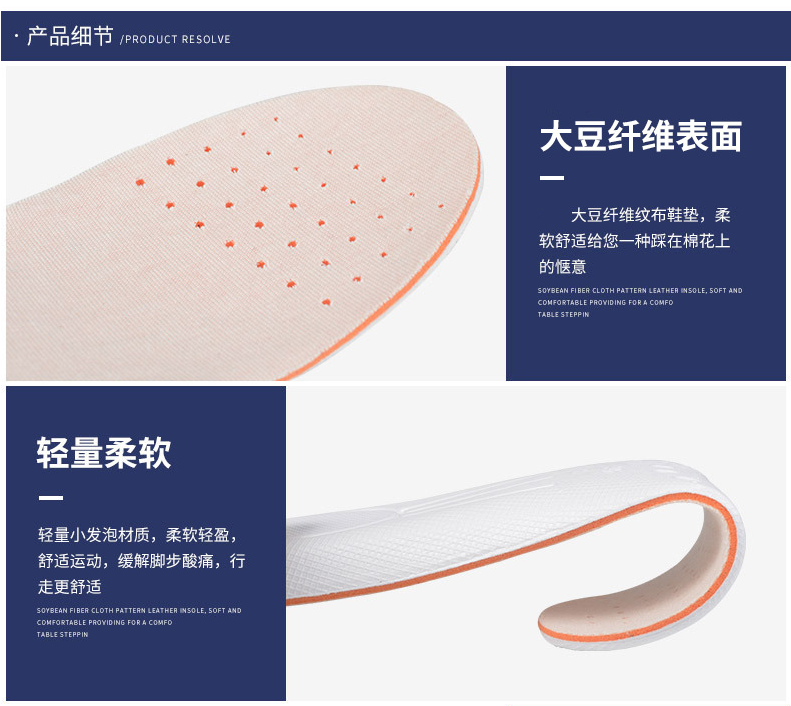 · 产品细节 /PRODUCT RESOLVE
大豆纤维表面
大豆纤维纹布鞋垫，柔
软舒适给您一种踩在棉花上
的惬意
SOYBEAN FIBER CLOTH PATTERN LEATHER INSOLE, SOFT AND
COMFORTABLE PROVIDING FOR A COMFO
TABLE STEPPIN
轻量柔软
轻量小发泡材质，柔软轻盈，
舒适运动，缓解脚步酸痛，行
走更舒适
SOYBEAN FIBER CLOTH PATTERN LEATHER INSOLE, SOFT AND
COMFORTABLE PROVIDING FOR A COMFO
TABLE STEPPIN